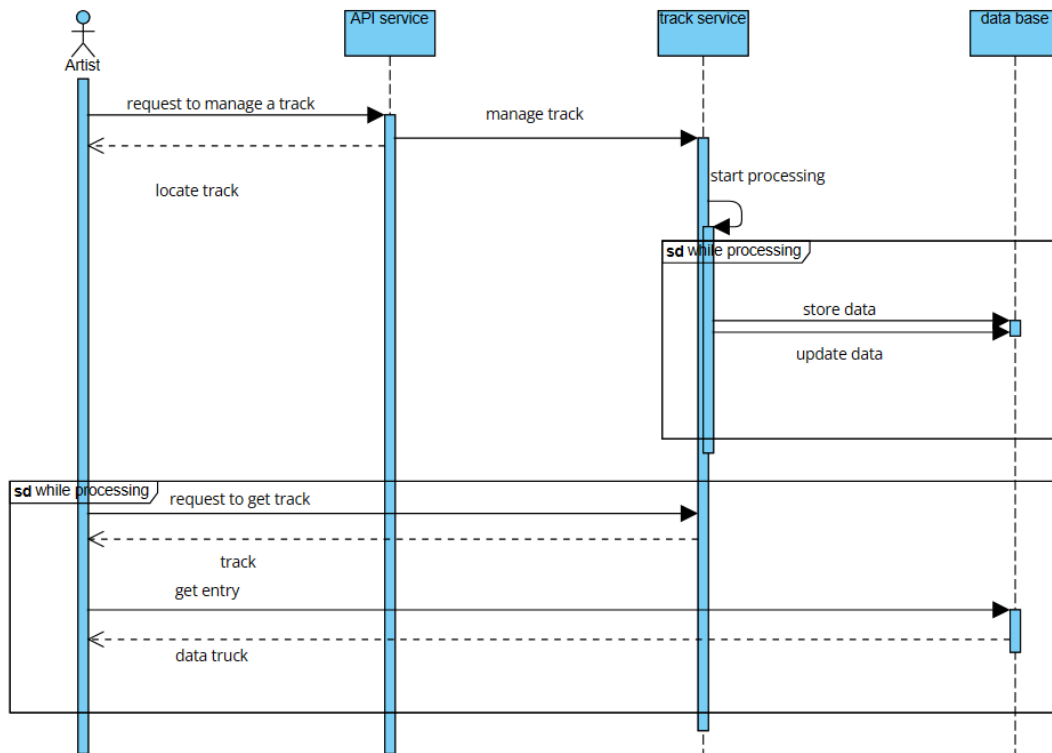 API service
track service
data base
Artist
request to manage a track
manage track
locate track
start processing
sd while processing
store data
update data
sd while processing
request to get track
track
get entry
data truck